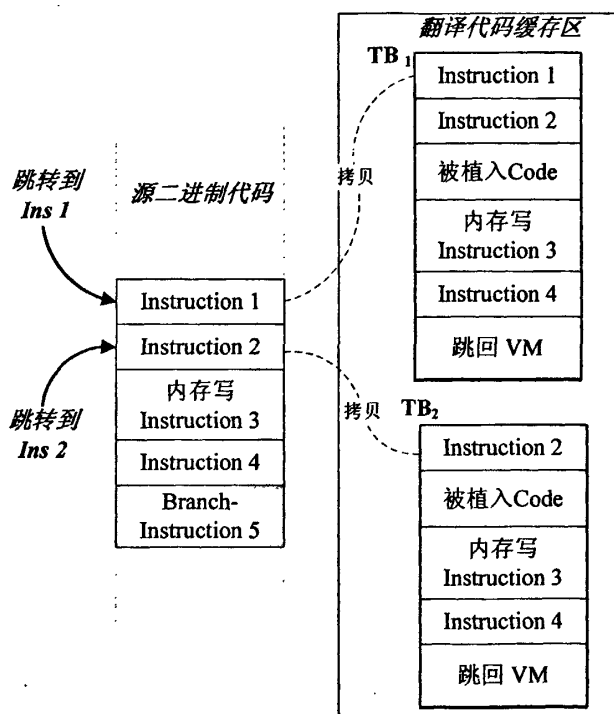 翻译代码缓存区
TB 1
Instruction 1
Instruction 2
被植入Code
内存写
Instruction 3
Instruction 4
跳回 VM
拷贝
跳转到
Ins 1
源二进制代码
Instruction 1
Instruction 2
内存写
Instruction 3
Instruction 4
Branch-
Instruction 5
跳转到
Ins 2
拷贝
TB2
Instruction 2
被植入Code
内存写
Instruction 3
Instruction 4
跳回 VM